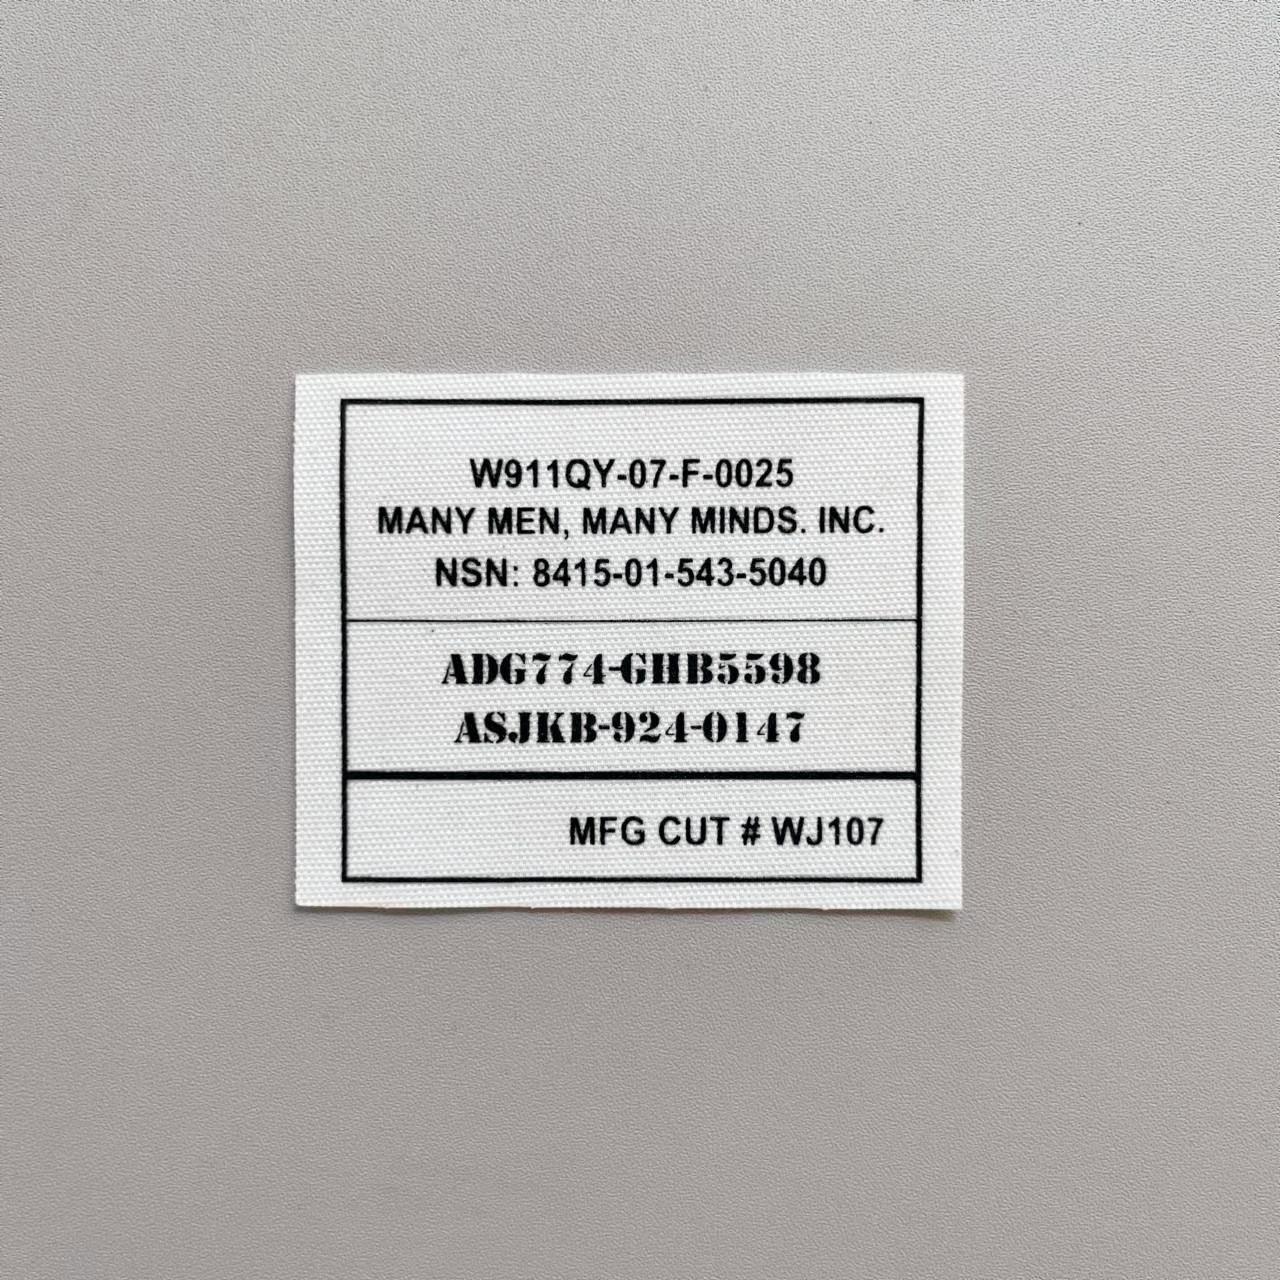 W911QY-07-F-0025
MANY MEN, MANY MINDS. INC.
NSN: 8415-01-543-5040
ADG774-GHB5598
ASJKB-924-0147
MFG CUT # WJ107